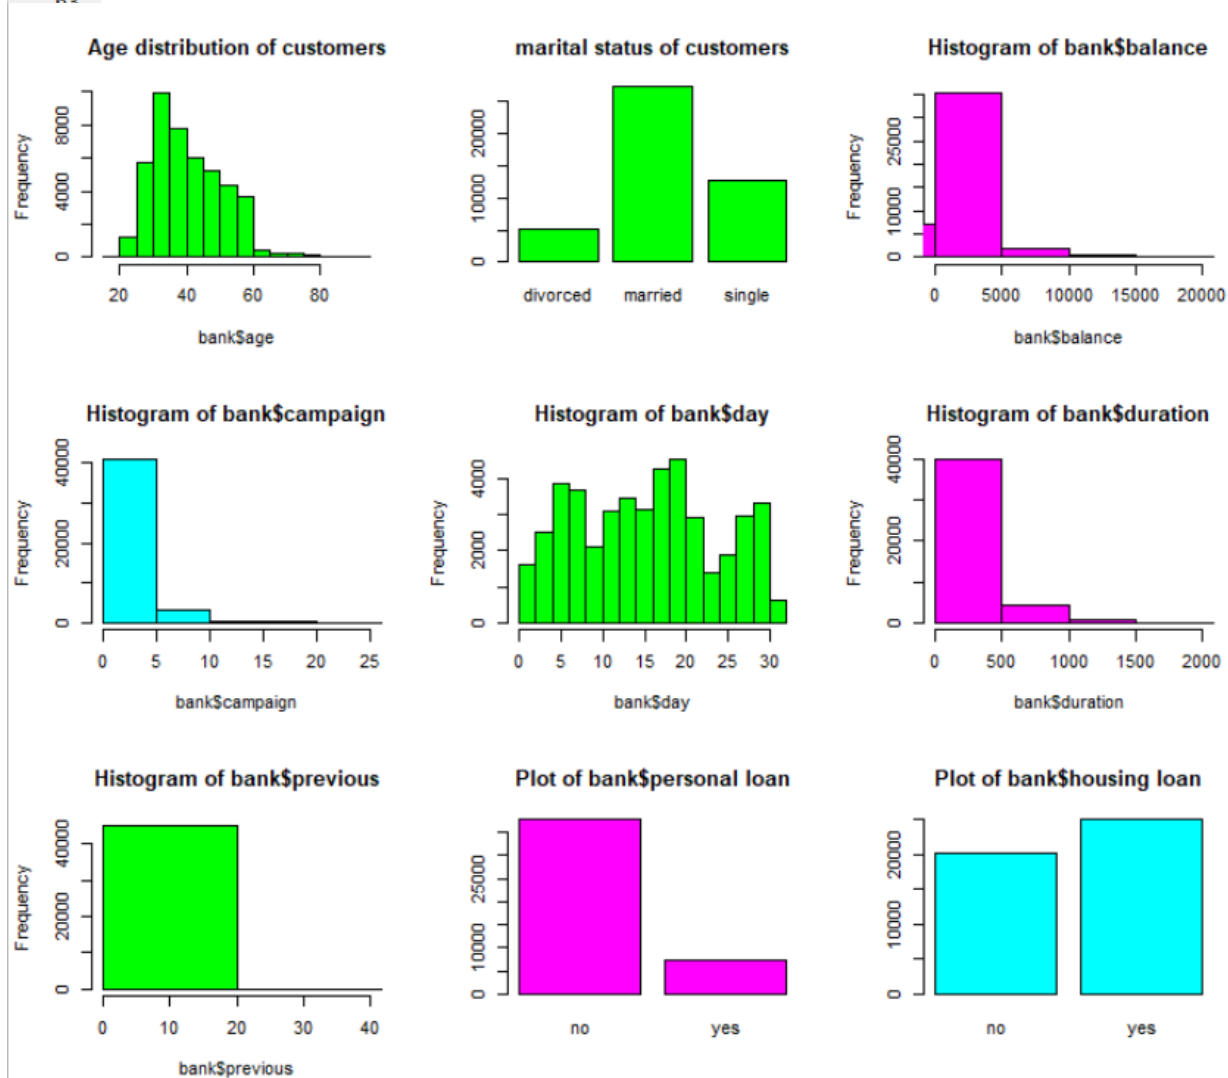 Age distribution of customers
Frequency
0 4000 8000
20 40 60 80
bank$age
marital status of customers
0 10000 20000
divorced married single
Histogram of bank$balance
Frequency
0 10000 25000
0 5000 10000 15000 20000
bank$balance
Histogram of bank$campaign
Frequency
0 20000 40000
0 5 10 15 20 25
bank$campaign
Histogram of bank$day
Frequency
0 2000 4000
0 5 10 15 20 25 30
bank$day
Histogram of bank$duration
Frequency
0 20000 40000
0 500 1000 1500 2000
bank$duration
Histogram of bank$previous
Frequency
0 20000 40000
0 10 20 30 40
bank$previous
Plot of bank$personal loan
0 10000 25000
no yes
Plot of bank$housing loan
0 10000 20000
no yes